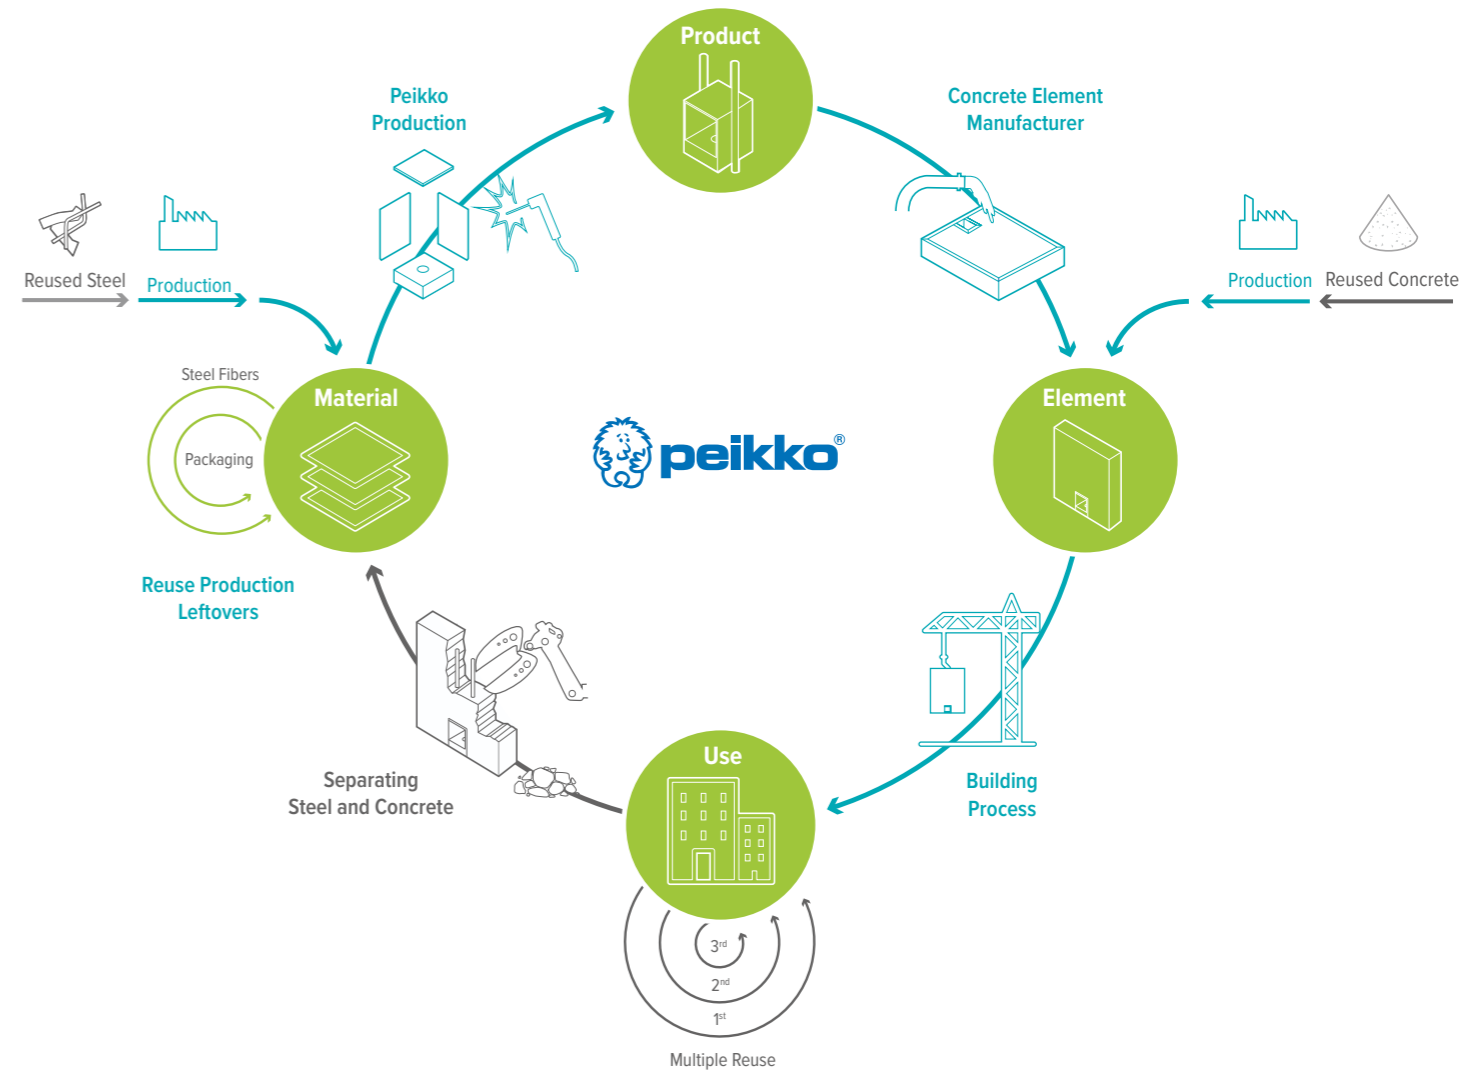 Product
Peikko
Production
Concrete Element
Manufacturer
Reused Steel
Production
Production
Reused Concrete
Steel Fibers
Packaging
Material
Element
peikko®
Reuse Production
Leftovers
Separating
Steel and Concrete
Use
Building
Process
3rd
2nd
1st
Multiple Reuse